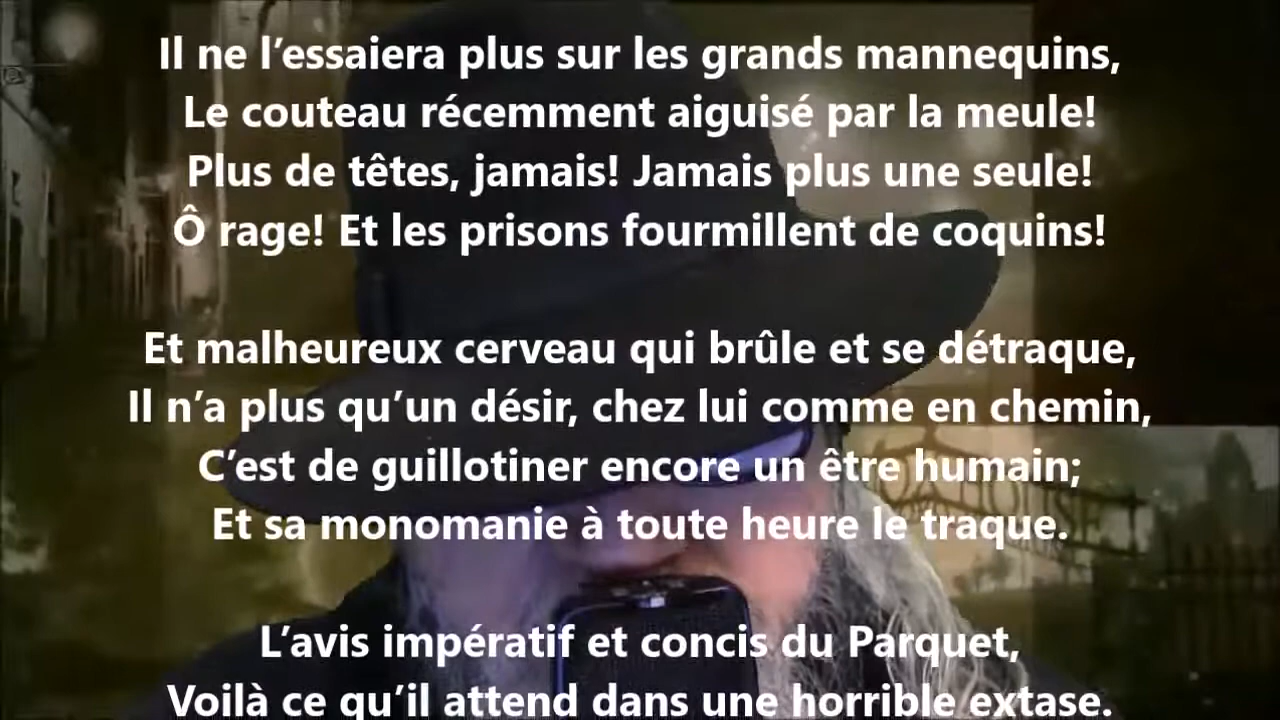 Il ne l’essaiera plus sur les grands mannequins,
Le couteau récemment aiguisé par la meule!
Plus de têtes, jamais! Jamais plus une seule!
Ô rage! Et les prisons fourmillent de coquins!
Et malheureux cerveau qui brûle et se détraque,
Il n’a plus qu’un désir, chez lui comme en chemin,
C’est de guillotiner encore un être humain;
Et sa monomanie à toute heure le traque.
L’avis impératif et concis du Parquet,
Voilà ce qu’il attend dans une horrible extase.